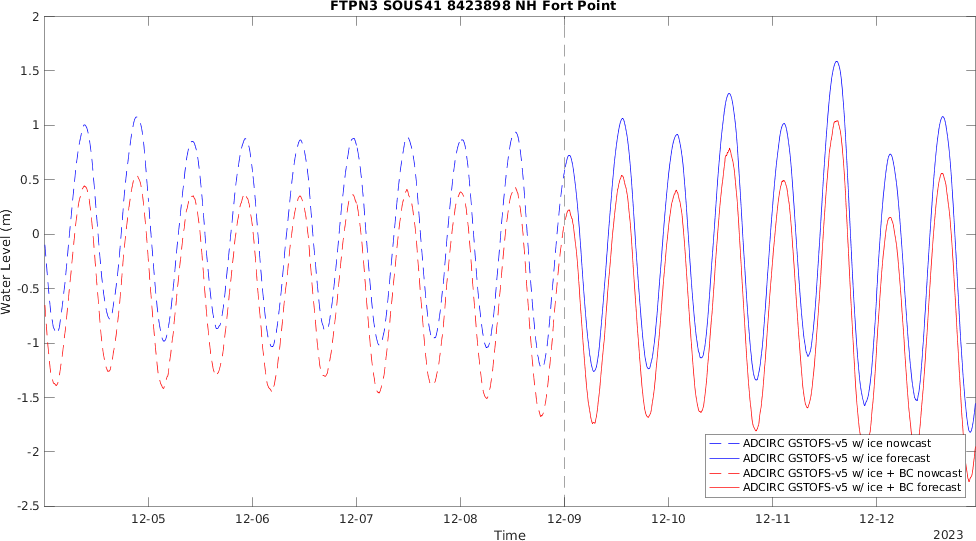 FTPN3 SOUS41 8423898 NH Fort Point
2
1.5
1
0.5
0
-0.5
-1
-1.5
-2
-2.5
Water Level (m)
ADCIRC GSTOFS-v5 w/ ice nowcast
ADCIRC GSTOFS-v5 w/ ice forecast
ADCIRC GSTOFS-v5 w/ ice + BC nowcast
ADCIRC GSTOFS-v5 w/ ice + BC forecast
12-05 12-06 12-07 12-08 12-09 12-10 12-11 12-12
Time
2023